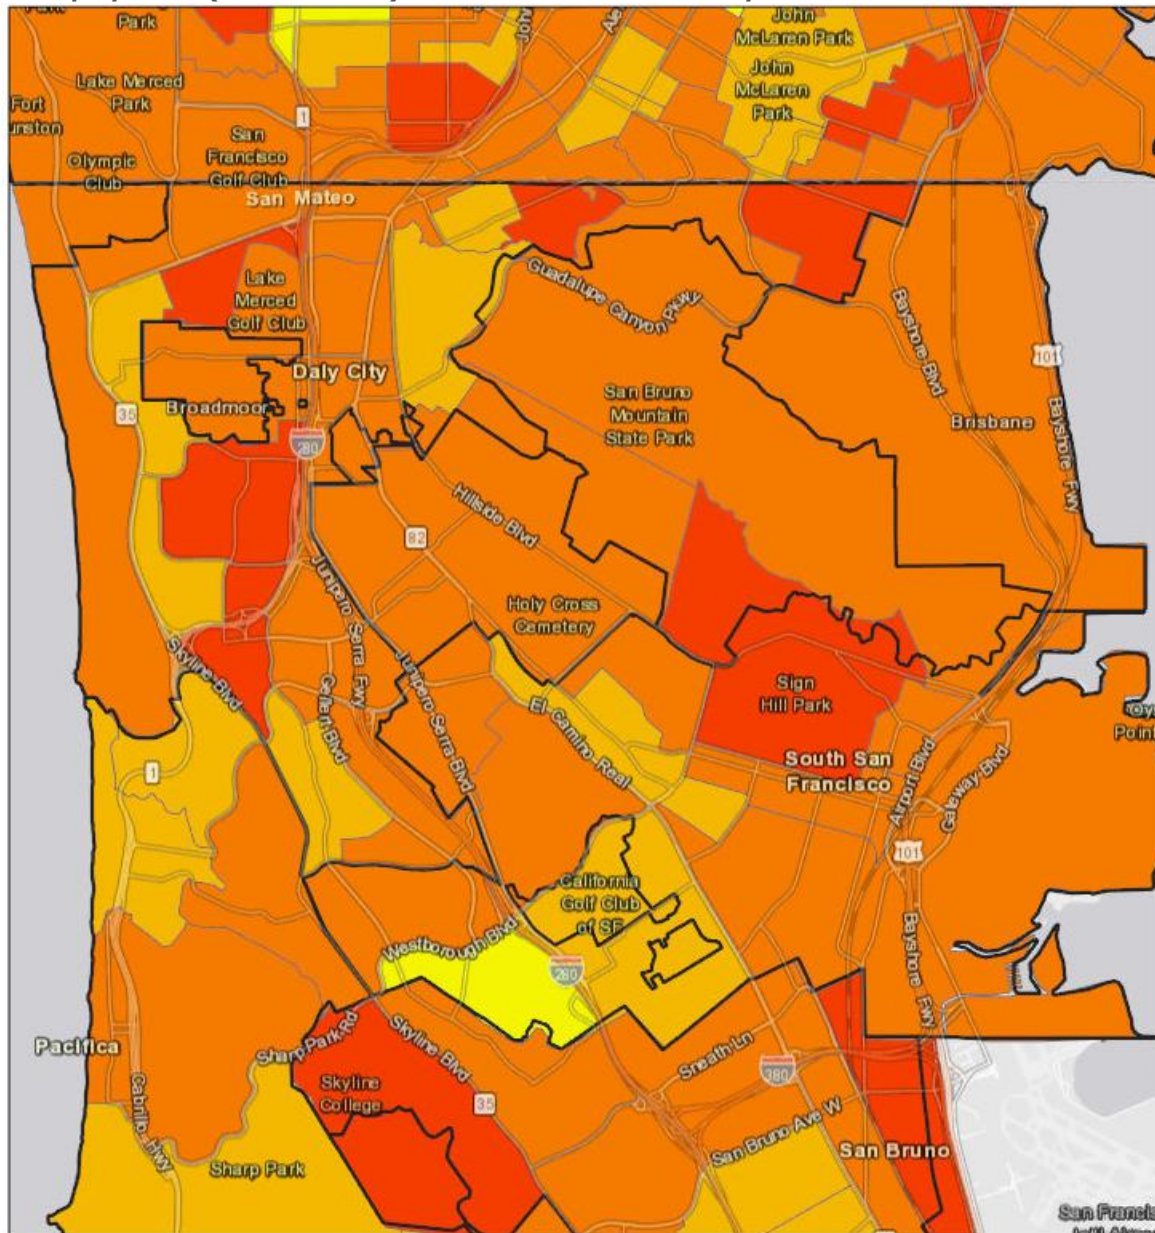 Park
John
McLaren Park
Lake Merced
Park
John
McLaren
Park
Fort
1
San
Francisco
Golf Club
Olympic
Club
San Mateo
Guadalupe Canyon Pkwy
Lake
Merced
Golf Club
Bayshore Blvd
101
Daly City
San Bruno
Mountain
State Park
Broadmoor
35
Brisbane
Bayshore Fwy
280
Hillside Blvd
82
Junipero Serra Fwy
Holy Cross
Cemetery
Skyline Blvd
Junipero Serra Blvd
Gellert Blvd
Sign
Hill Park
El Camino Real
Point
1
South San
Francisco
Airport Blvd
Gateway Blvd
101
California
Golf Club
of SF
Westborough Blvd
280
Bayshore Fwy
Pacifica
Sharp Park Rd
Skyline Blvd
Sneath Ln
380
Skyline
College
35
Cabrillo Hwy
San Bruno Ave W
San Bruno
Sharp Park